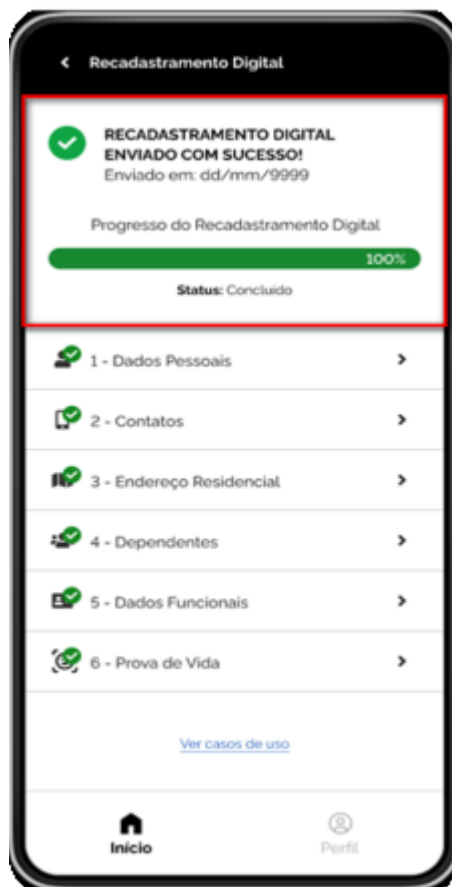 Recadastramento Digital
RECADASTRAMENTO DIGITAL
ENVIADO COM SUCESSO!
Enviado em: dd/mm/9999
Progresso do Recadastramento Digital
100%
Status: Concluído
1 - Dados Pessoais
2 - Contatos
3 - Endereço Residencial
4 - Dependentes
5 - Dados Funcionais
6 - Prova de Vida
Ver casos de uso
Início
Perfil